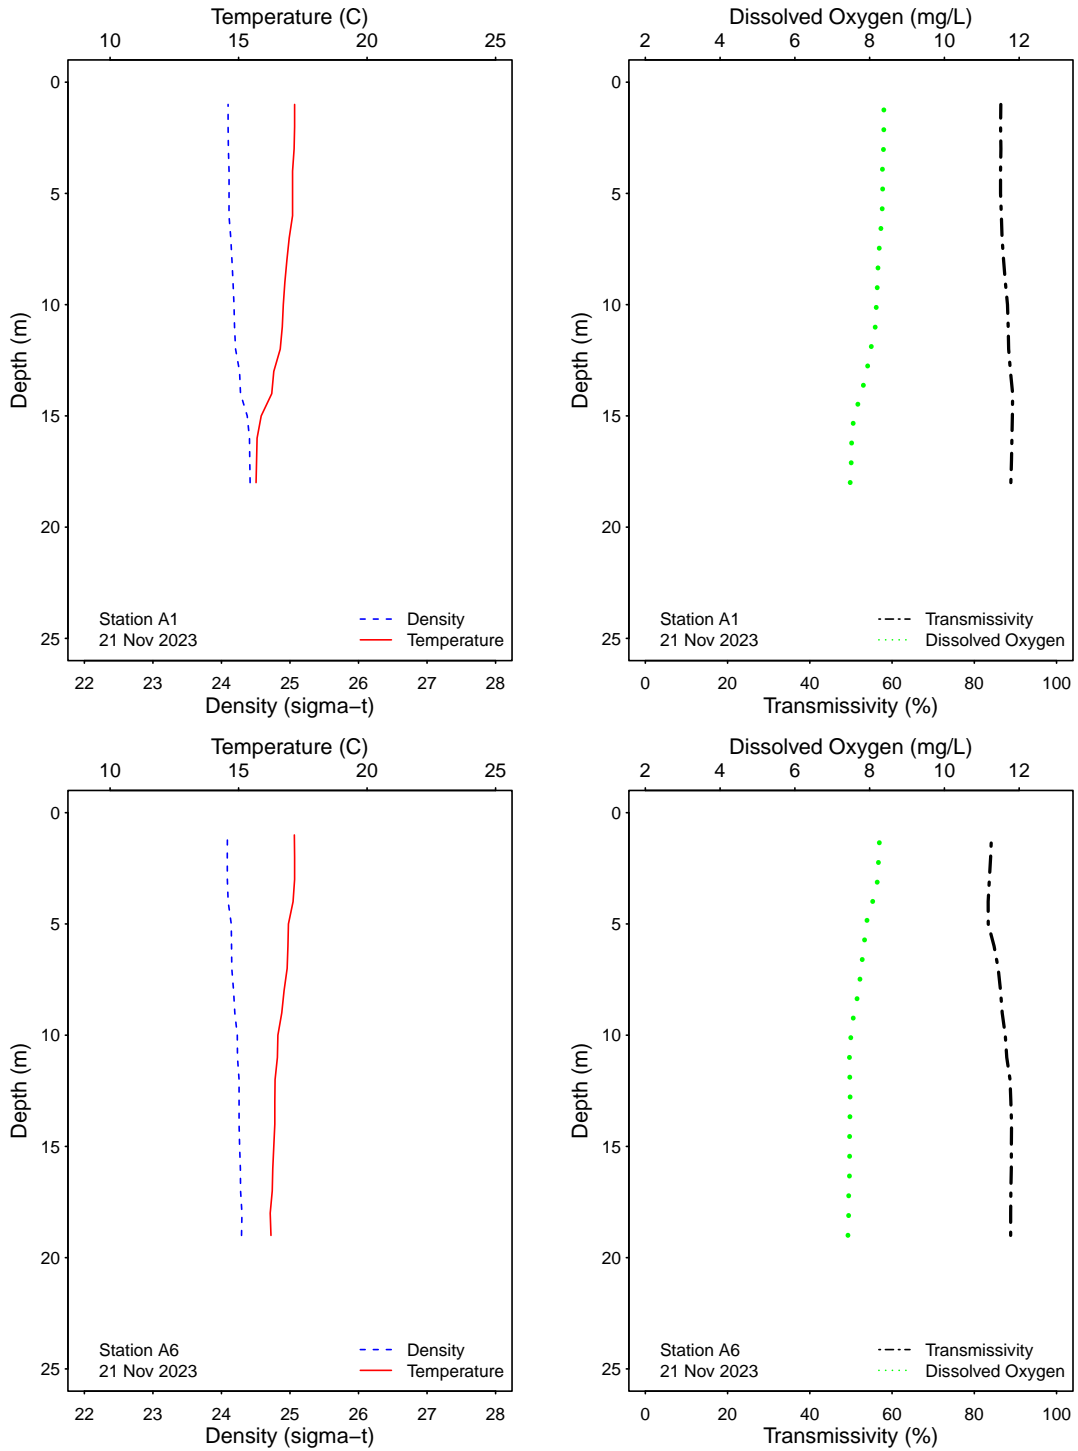 Temperature (C)
10 15 20 25
0
5
10
15
20
25
Depth (m)
Station A1
21 Nov 2023
Density
Temperature
22 23 24 25 26 27 28
Density (sigma−t)
Dissolved Oxygen (mg/L)
2 4 6 8 10 12
0
5
10
15
20
25
Depth (m)
Station A1
21 Nov 2023
Transmissivity
Dissolved Oxygen
0 20 40 60 80 100
Transmissivity (%)
Temperature (C)
10 15 20 25
0
5
10
15
20
25
Depth (m)
Station A6
21 Nov 2023
Density
Temperature
22 23 24 25 26 27 28
Density (sigma−t)
Dissolved Oxygen (mg/L)
2 4 6 8 10 12
0
5
10
15
20
25
Depth (m)
Station A6
21 Nov 2023
Transmissivity
Dissolved Oxygen
0 20 40 60 80 100
Transmissivity (%)